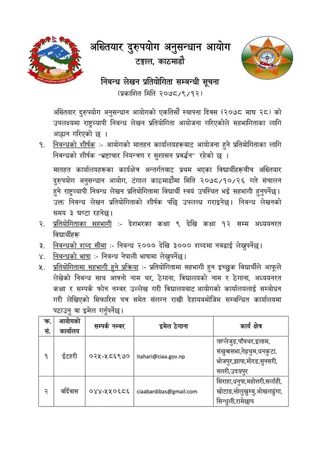 अख्तियार दुरुपयोग अनुसन्धान आयोग
टङ्गाल, काठमाडौं
निबन्ध लेखन प्रतियोगिता सम्बन्धी सूचना
(प्रकाशित मिति २०७८/९/१२)
अख्तियार दुरुपयोग अनुसन्धान आयोगको एकतिसौं स्थापना दिवस (२०७८ माघ २८) को
उपलक्ष्यमा राष्ट्रव्यापी निबन्ध लेखन प्रतियोगिता आयोजना गरिएकोले सहभागिताका लागि
आह्वान गरिएको छ ।
१. निबन्धको शीर्षक :- आयोगको मातहत कार्यालयहरूबाट आयोजना हुने प्रतियोगिताका लागि
निबन्धको शीर्षक "भ्रष्टाचार नियन्त्रण र सुशासन प्रवर्द्धन" रहेको छ ।
मातहत कार्यालयहरूका कार्यक्षेत्र अन्तर्गतबाट प्रथम भएका विद्यार्थीहरूबीच अख्तियार
दुरुपयोग अनुसन्धान आयोग, टंगाल काठमाडौंमा मिति २०७८/१०/२६ गते संचालन
हुने राष्ट्रव्यापी निबन्ध लेखन प्रतियोगितामा विद्यार्थी स्वयं उपस्थित भई सहभागी हुनुपर्नेछ।
उक्त निबन्ध लेखन प्रतियोगिताको शीर्षक पछि उपलब्ध गराइनेछ। निबन्ध लेखनको
समय ३ घण्टा रहनेछ।
२. प्रतियोगिताका सहभागी :- देशभरका कक्षा ९ देखि कक्षा १२ सम्म अध्ययनरत
विद्यार्थीहरू
३. निबन्धको शब्द सीमा :- निबन्ध २००० देखि ३००० शब्दमा नबढाई लेख्नुपर्नेछ।
४. निबन्धको भाषा :- निबन्ध नेपाली भाषामा लेख्नुपर्नेछ।
५. प्रतियोगितामा सहभागी हुने प्रक्रिया :- प्रतियोगितामा सहभागी हुन इच्छुक विद्यार्थीले आफूले
लेखेको निबन्ध साथ आफ्नो नाम थर, ठेगाना, विद्यालयको नाम र ठेगाना, अध्ययनरत
कक्षा र सम्पर्क फोन नम्बर उल्लेख गरी विद्यालयबाट आयोगको कार्यालयलाई सम्बोधन
गरी लेखिएको सिफारिस पत्र समेत संलग्न राखी देहायबमोजिम सम्बन्धित कार्यालयमा
पठाउनु वा इमेल गर्नुपर्नेछ।
क्र. सं. आयोगको कार्यालय सम्पर्क नम्बर इमेल ठेगाना कार्य क्षेत्र
१ ईटहरी ०२५-५८६९७० itahari@ciaa.gov.np
ताप्लेजुङ,पाँचथर,इलाम,
संखुवासभा,तेह्रथुम,धनकुटा,
भोजपुर,झापा,मोरङ,सुनसरी,
सप्तरी,उदयपुर
२ बर्दिबास ०४४-५५०६८६ ciaabardibas@gmail.com
सिराहा,धनुषा,महोत्तरी,सर्लाही,
खोटाङ,सोलुखुम्बु,ओखलढुंगा,
सिन्धुली,रामेछाप